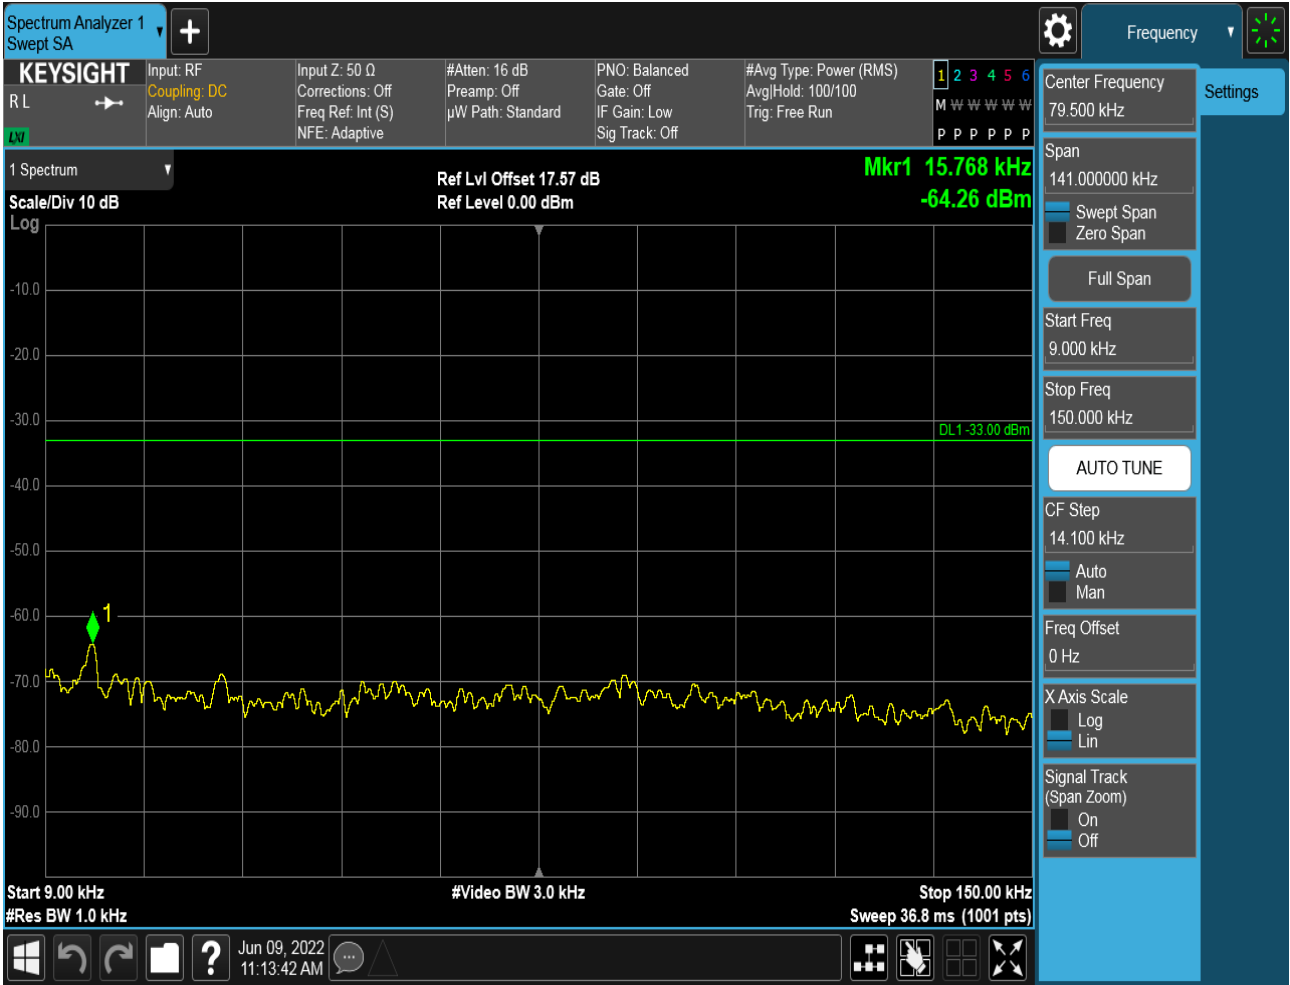 Spectrum Analyzer 1
Swept SA
Frequency
KEYSIGHT
R L
LXI
Input: RF
Coupling: DC
Align: Auto
Input Z: 50 Ω
Corrections: Off
Freq Ref: Int (S)
NFE: Adaptive
#Atten: 16 dB
Preamp: Off
µW Path: Standard
PNO: Balanced
Gate: Off
IF Gain: Low
Sig Track: Off
#Avg Type: Power (RMS)
Avg|Hold: 100/100
Trig: Free Run
1 2 3 4 5 6
M W W W W W
P P P P P P
1 Spectrum
Scale/Div 10 dB
Log
Ref Lvl Offset 17.57 dB
Ref Level 0.00 dBm
Mkr1 15.768 kHz
-64.26 dBm
-10.0
-20.0
-30.0
DL1 -33.00 dBm
-40.0
-50.0
-60.0
1
-70.0
-80.0
-90.0
Start 9.00 kHz
#Video BW 3.0 kHz
Stop 150.00 kHz
#Res BW 1.0 kHz
Sweep 36.8 ms (1001 pts)
Center Frequency
79.500 kHz
Settings
Span
141.000000 kHz
Swept Span
Zero Span
Full Span
Start Freq
9.000 kHz
Stop Freq
150.000 kHz
AUTO TUNE
CF Step
14.100 kHz
Auto
Man
Freq Offset
0 Hz
X Axis Scale
Log
Lin
Signal Track
(Span Zoom)
On
Off
?
Jun 09, 2022
11:13:42 AM